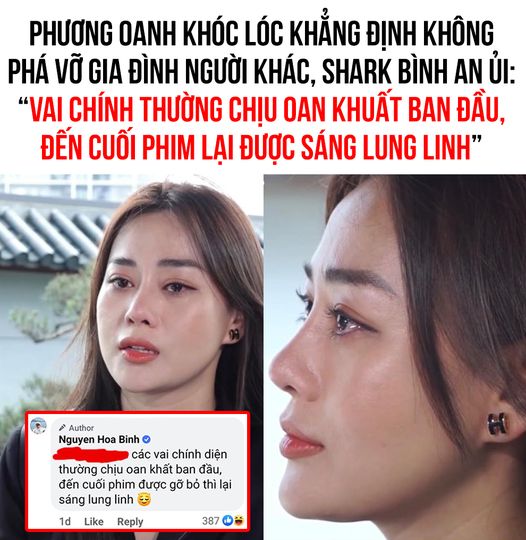 PHƯƠNG OANH KHÓC LÓC KHẲNG ĐỊNH KHÔNG
PHÁ VỠ GIA ĐÌNH NGƯỜI KHÁC, SHARK BÌNH AN ỦI:
“VAI CHÍNH THƯỜNG CHỊU OAN KHUẤT BAN ĐẦU,
ĐẾN CUỐI PHIM LẠI ĐƯỢC SÁNG LUNG LINH”
Author
Nguyen Hoa Binh
các vai chính diện
thường chịu oan khất ban đầu,
đến cuối phim được gỡ bỏ thì lại
sáng lung linh
1d Like Reply 387